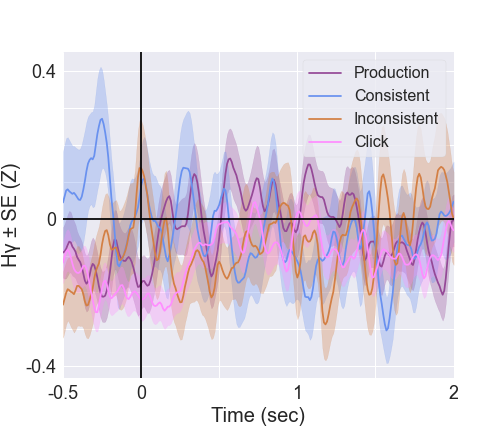 0.4
0
-0.4
Hγ ± SE (Z)
Production
Consistent
Inconsistent
Click
-0.5
0
1
2
Time (sec)